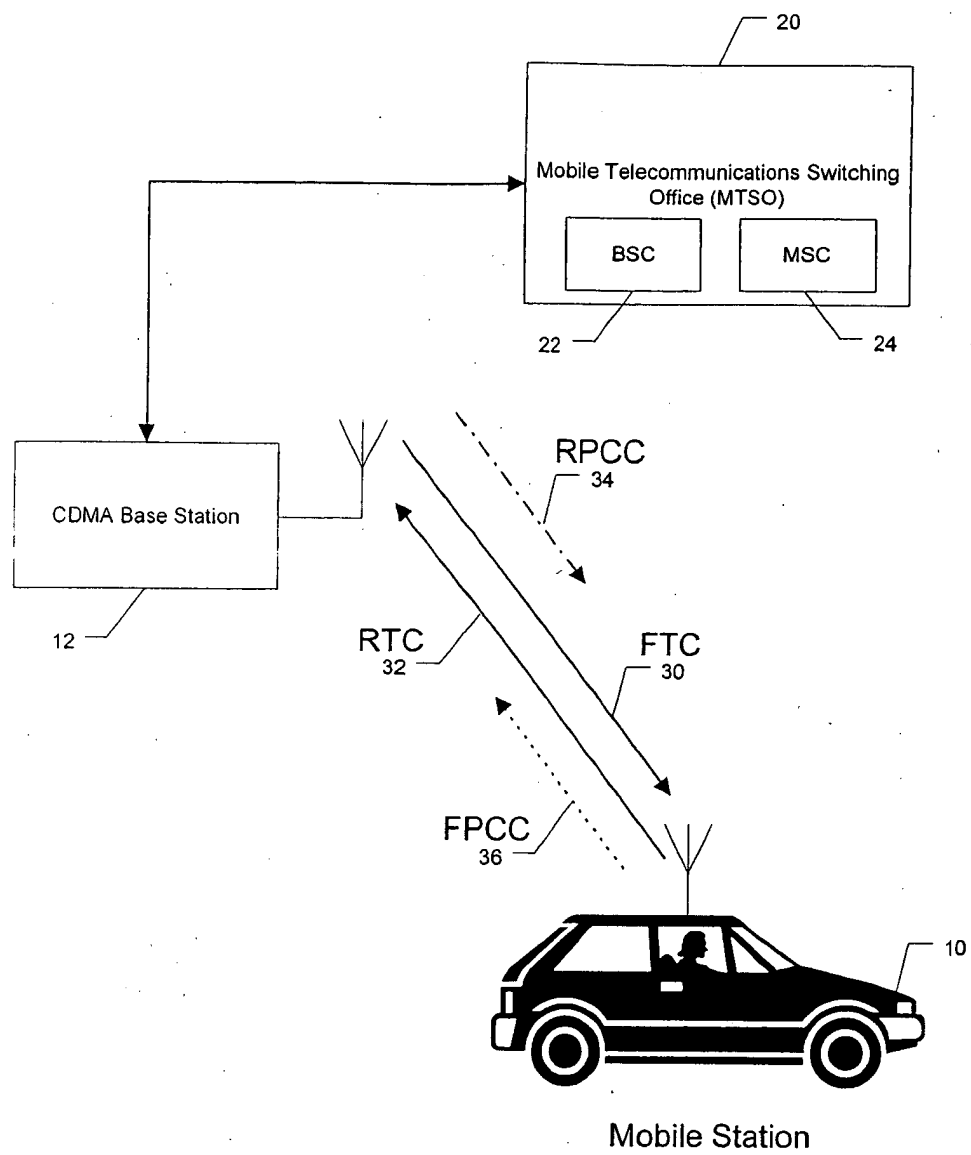 20
Mobile Telecommunications Switching
Office (MTSO)
BSC
MSC
22
24
RPCC
34
CDMA Base Station
12
RTC
32
FTC
30
FPCC
36
10
Mobile Station